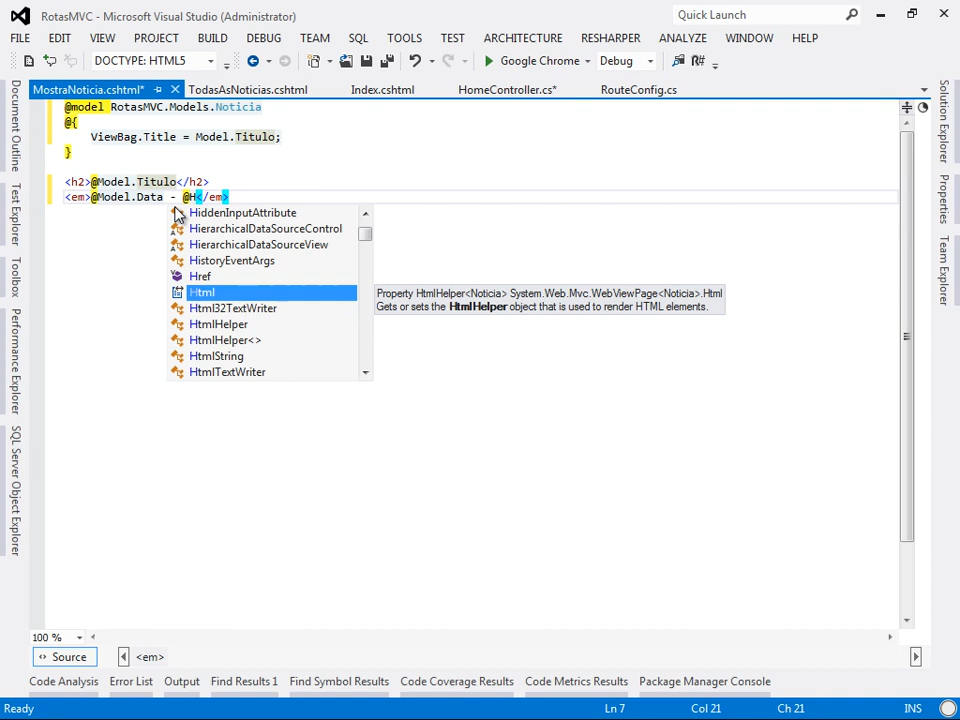 RotasMVC - Microsoft Visual Studio (Administrator)
Quick Launch
FILE EDIT VIEW PROJECT BUILD DEBUG TEAM SQL TOOLS TEST ARCHITECTURE RESHARPER ANALYZE WINDOW HELP
DOCTYPE: HTML5 Google Chrome Debug
MostraNoticia.cshtml* TodasAsNoticias.cshtml Index.cshtml HomeController.cs* RouteConfig.cs
@model RotasMVC.Models.Noticia
@{
ViewBag.Title = Model.Titulo;
}
<h2>@Model.Titulo</h2>
<em>@Model.Data - @H</em>
HiddenInputAttribute
HierarchicalDataSourceControl
HierarchicalDataSourceView
HistoryEventArgs
Href
Html
Html32TextWriter
HtmlHelper
HtmlHelper<>
HtmlString
HtmlTextWriter
Property HtmlHelper<Noticia> System.Web.Mvc.WebViewPage<Noticia>.Html
Gets or sets the HtmlHelper object that is used to render HTML elements.
Document Outline
Test Explorer
Toolbox
Performance Explorer
SQL Server Object Explorer
Solution Explorer
Properties
Team Explorer
100 %
Source <em>
Code Analysis Error List Output Find Results 1 Find Symbol Results Code Coverage Results Code Metrics Results Package Manager Console
Ready Ln 7 Col 21 Ch 21 INS